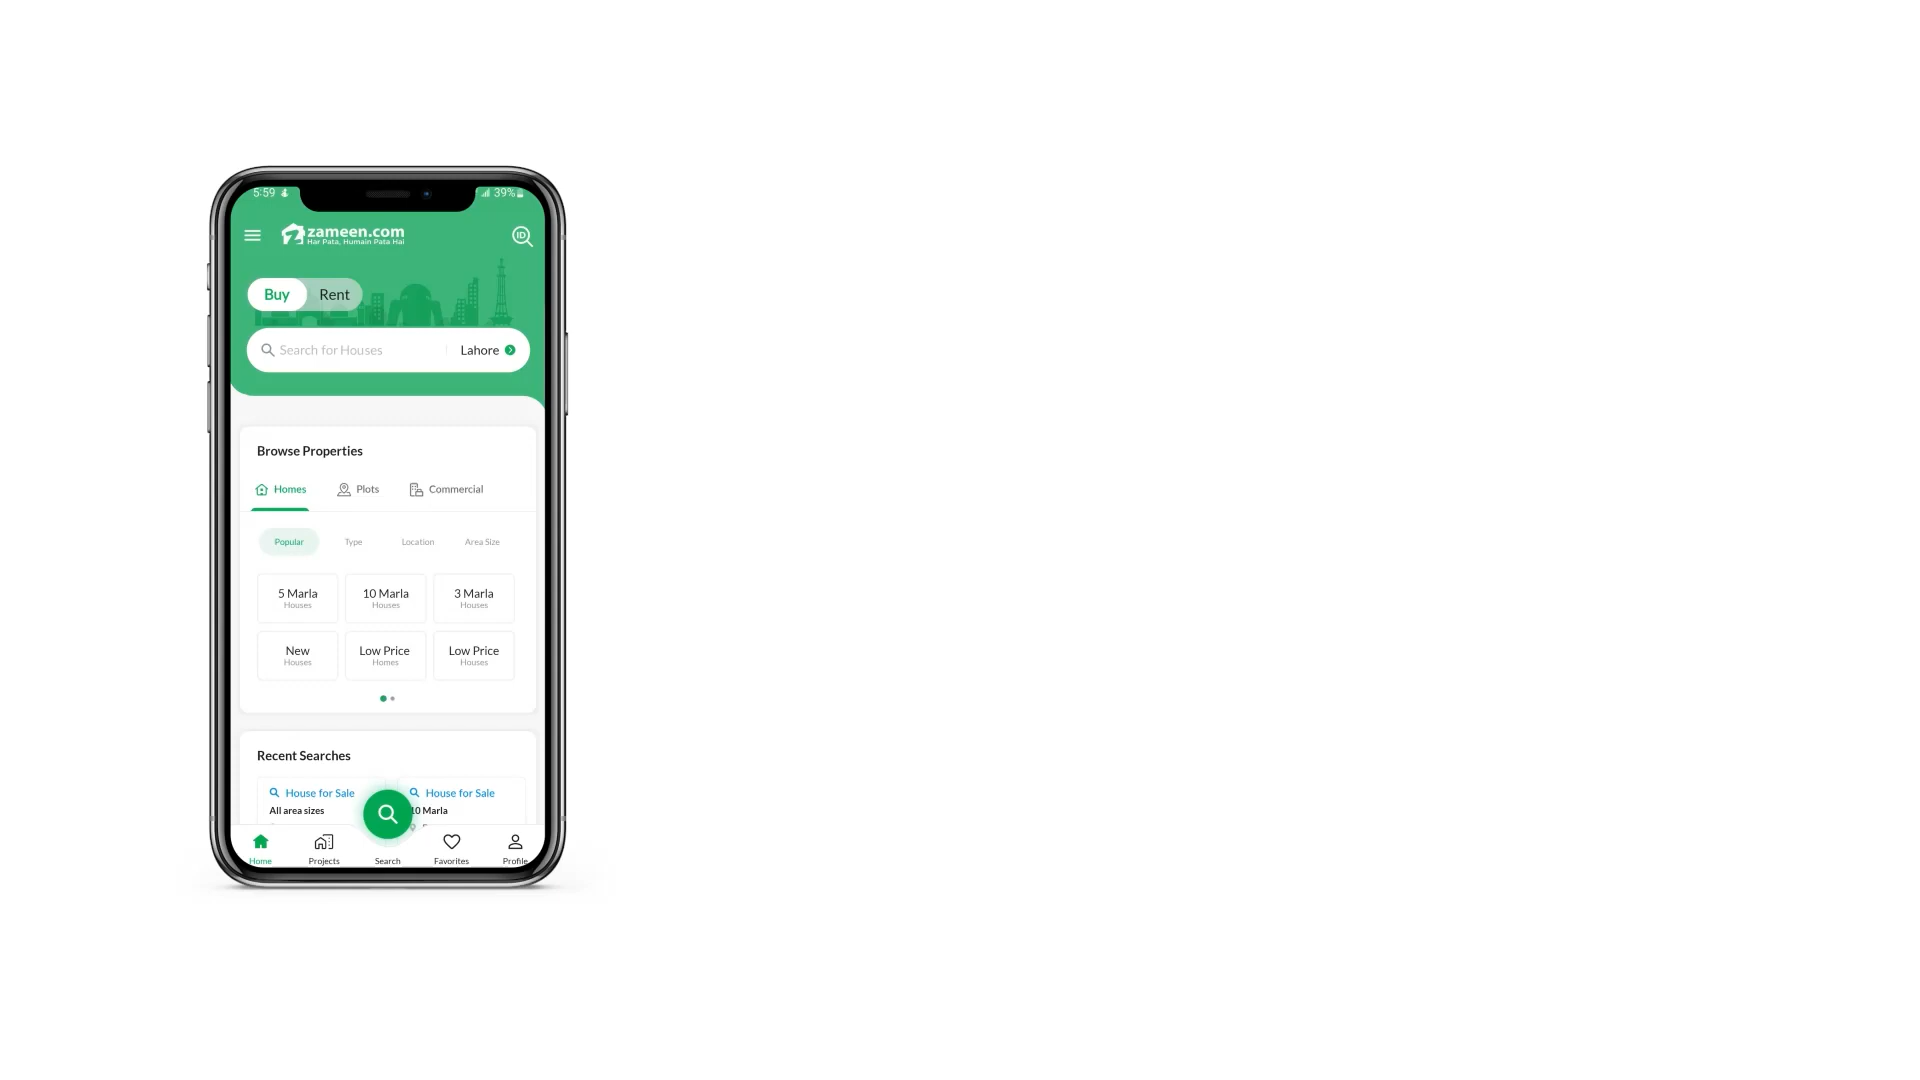 5:59
39%
zameen.com
Har Pata, Humain Pata Hai
ID
Buy Rent
Search for Houses Lahore
Browse Properties
Homes Plots Commercial
Popular Type Location Area Size
5 Marla 10 Marla 3 Marla
Houses Houses Houses
New Low Price Low Price
Houses Homes Houses
Recent Searches
House for Sale House for Sale
All area sizes 10 Marla
Home Projects Search Favorites Profile